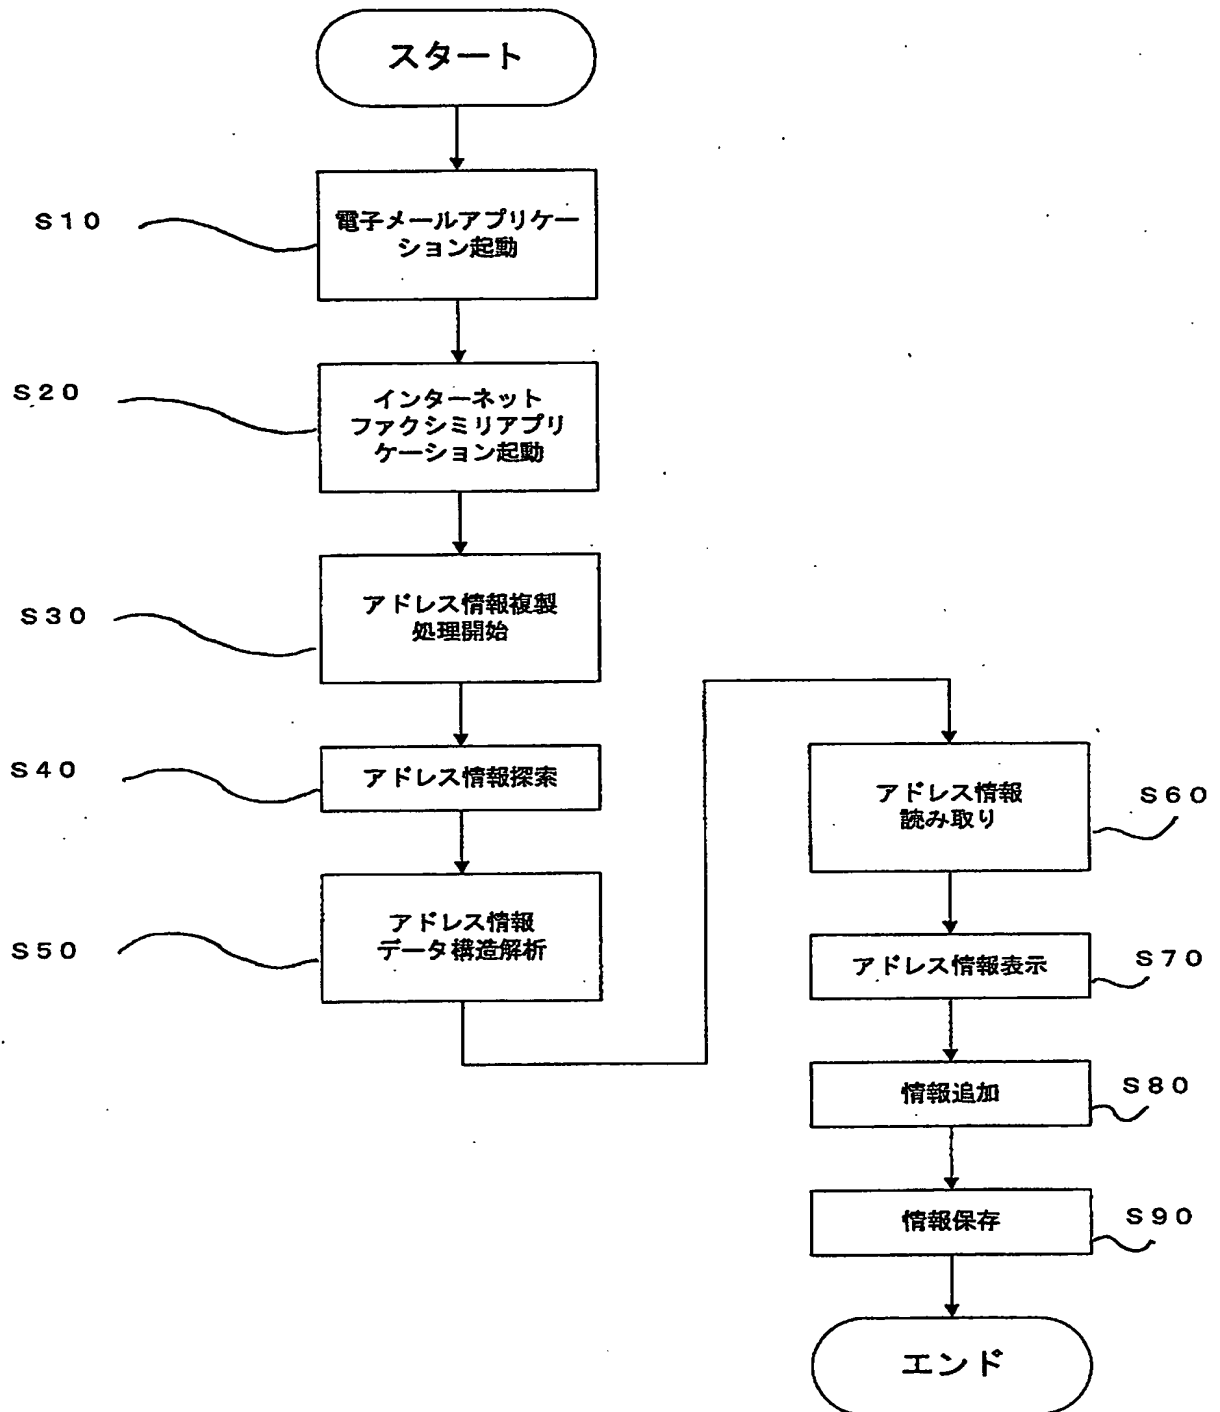 スタート
S10
電子メールアプリケー
ション起動
S20
インターネット
ファクシミリアプリ
ケーション起動
S30
アドレス情報複製
処理開始
S40
アドレス情報探索
S50
アドレス情報
データ構造解析
アドレス情報
読み取り
S60
アドレス情報表示
S70
情報追加
S80
情報保存
S90
エンド